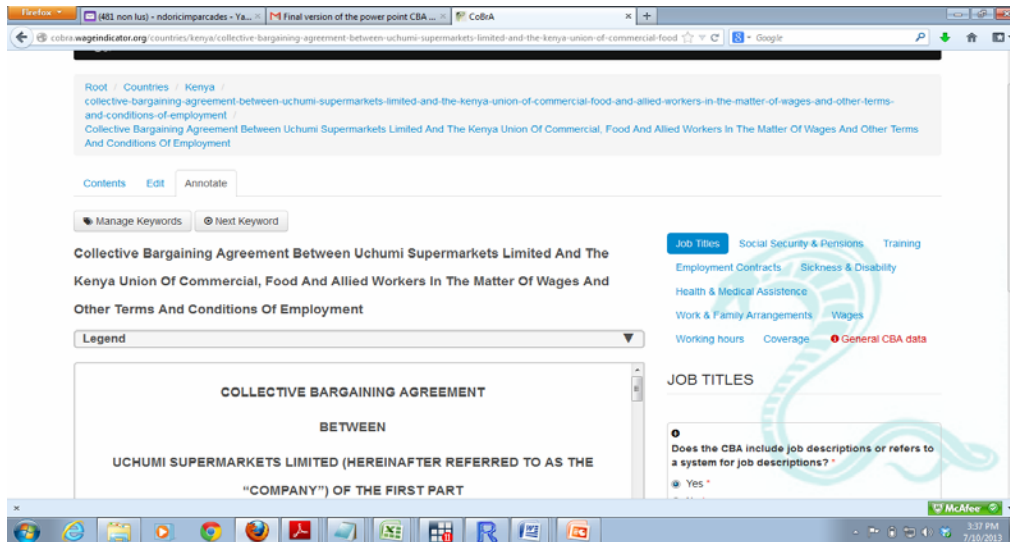 Firefox
(481 non lus) - ndoricimparcades - Ya...
Final version of the power point CBA ...
CoBrA
cobra.wageindicator.org/countries/kenya/collective-bargaining-agreement-between-uchumi-supermarkets-limited-and-the-kenya-union-of-commercial-food
Google
Root / Countries / Kenya /
collective-bargaining-agreement-between-uchumi-supermarkets-limited-and-the-kenya-union-of-commercial-food-and-allied-workers-in-the-matter-of-wages-and-other-terms-
and-conditions-of-employment /
Collective Bargaining Agreement Between Uchumi Supermarkets Limited And The Kenya Union Of Commercial, Food And Allied Workers In The Matter Of Wages And Other Terms
And Conditions Of Employment
Contents Edit Annotate
Manage Keywords Next Keyword
Collective Bargaining Agreement Between Uchumi Supermarkets Limited And The
Kenya Union Of Commercial, Food And Allied Workers In The Matter Of Wages And
Other Terms And Conditions Of Employment
Legend
COLLECTIVE BARGAINING AGREEMENT
BETWEEN
UCHUMI SUPERMARKETS LIMITED (HEREINAFTER REFERRED TO AS THE
“COMPANY”) OF THE FIRST PART
Job Titles Social Security & Pensions Training
Employment Contracts Sickness & Disability
Health & Medical Assistence
Work & Family Arrangements Wages
Working hours Coverage General CBA data
JOB TITLES
Does the CBA include job descriptions or refers to
a system for job descriptions? *
Yes *
McAfee
3:37 PM
7/10/2013